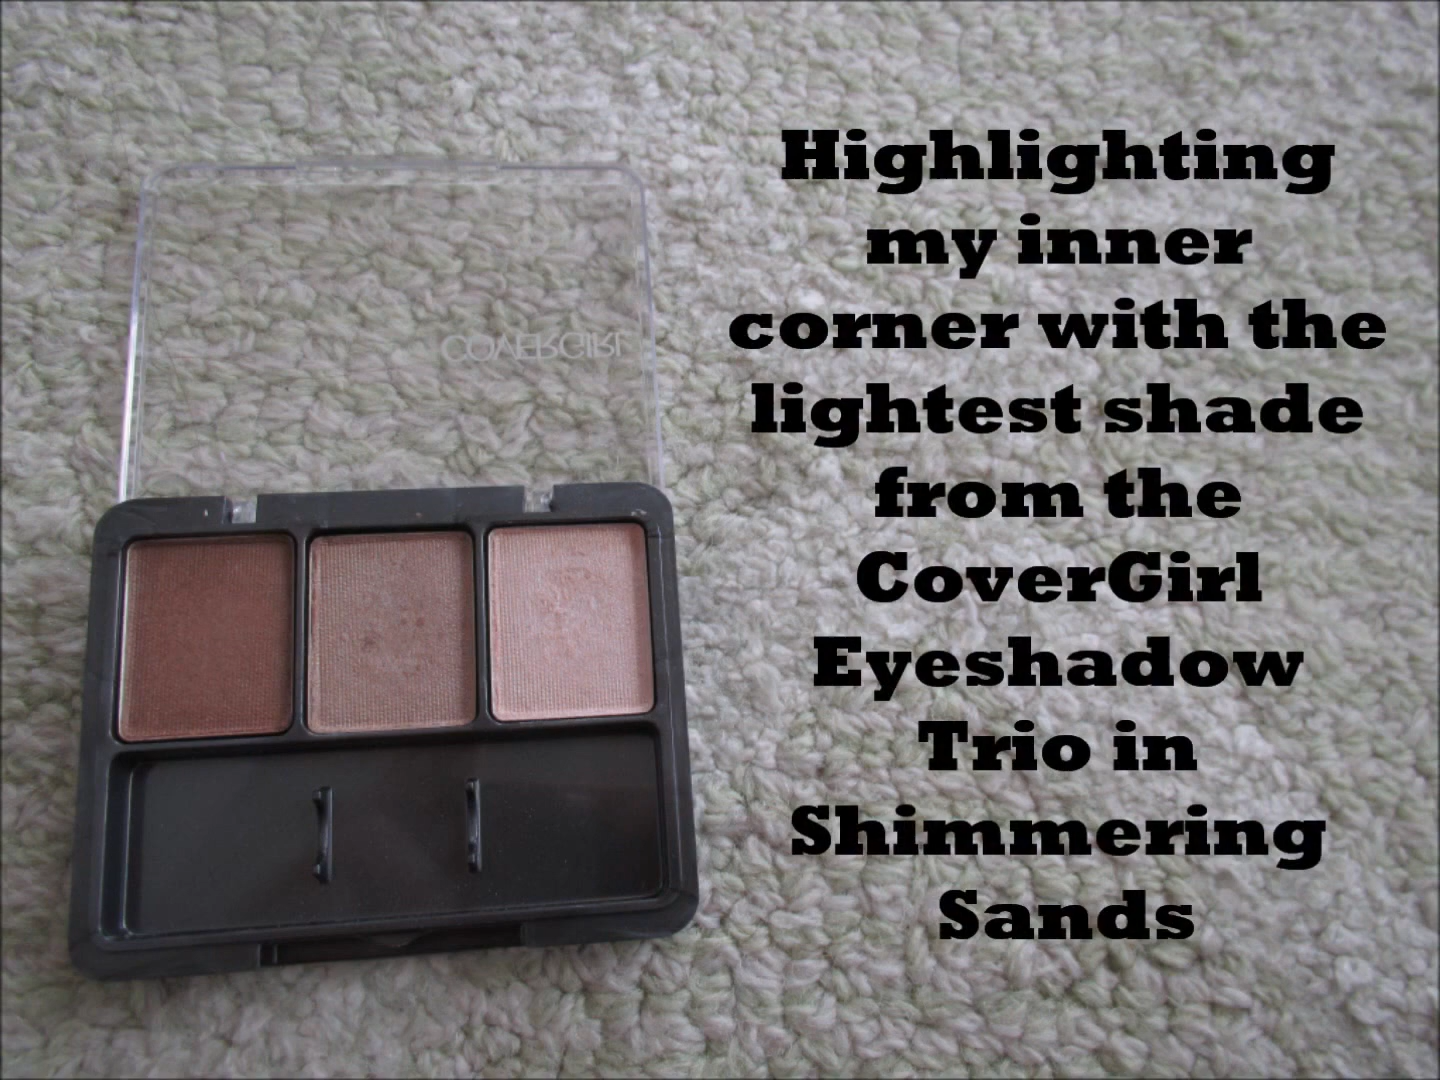 COVERGIRL
Highlighting
my inner
corner with the
lightest shade
from the
CoverGirl
Eyeshadow
Trio in
Shimmering
Sands